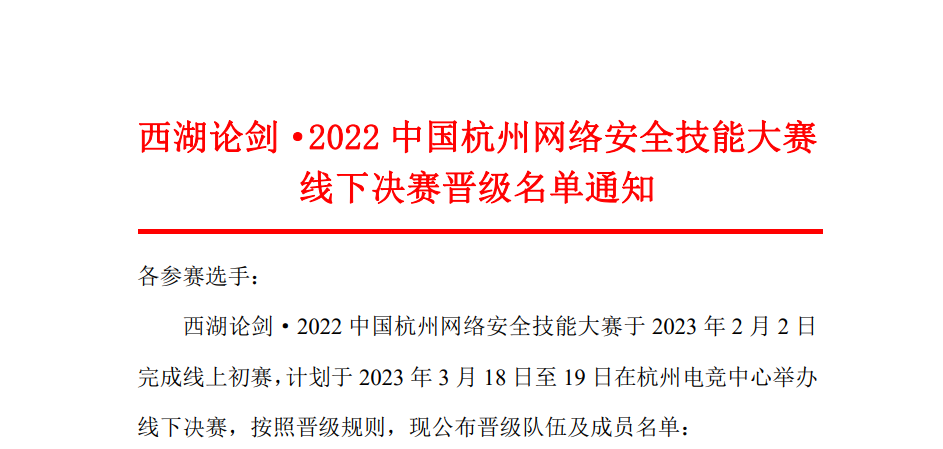 西湖论剑·2022 中国杭州网络安全技能大赛
线下决赛晋级名单通知
各参赛选手：
西湖论剑·2022 中国杭州网络安全技能大赛于 2023 年 2 月 2 日
完成线上初赛，计划于 2023 年 3 月 18 日至 19 日在杭州电竞中心举办
线下决赛，按照晋级规则，现公布晋级队伍及成员名单：